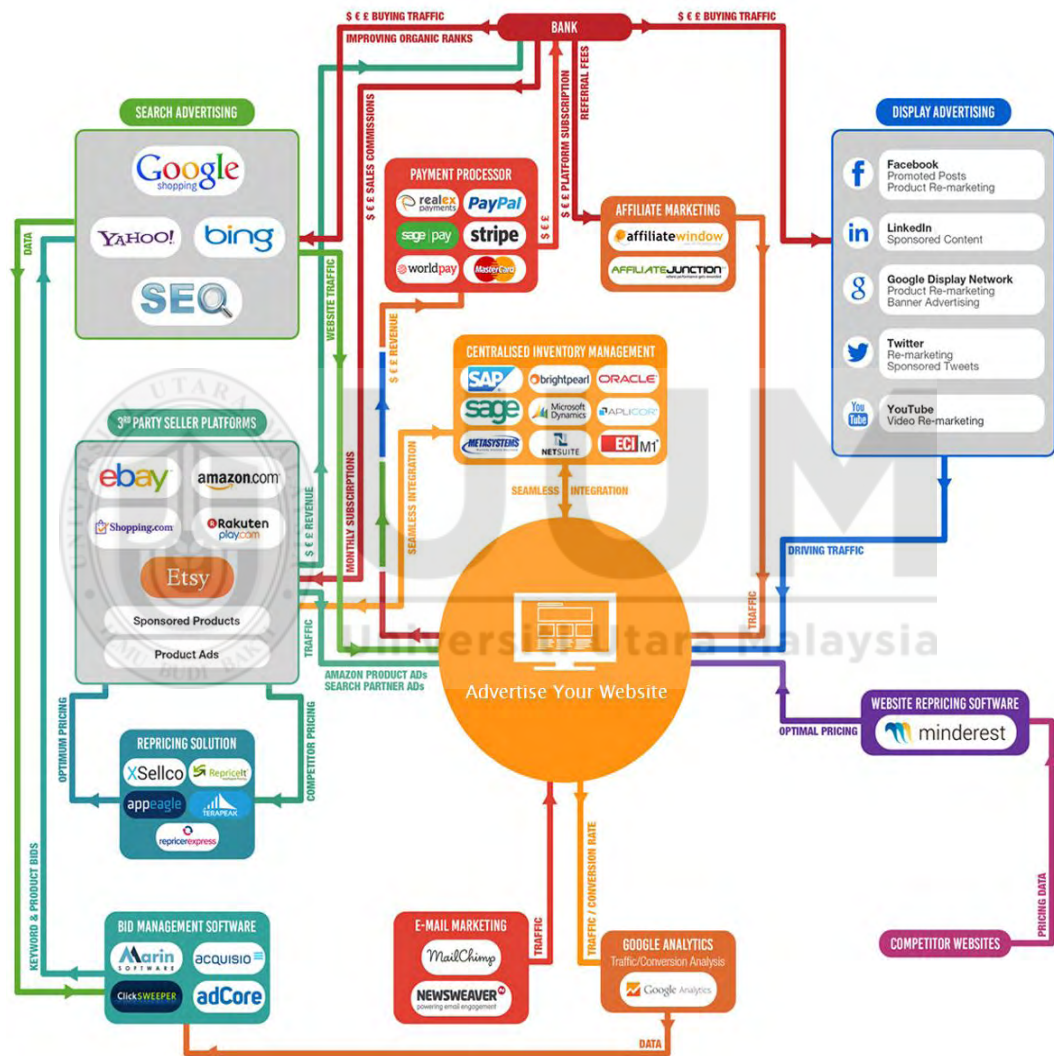 $ € £ BUYING TRAFFIC
BANK
$ € £ BUYING TRAFFIC
IMPROVING ORGANIC RANKS
REFERRAL FEES
SEARCH ADVERTISING
Google
shopping
YAHOO!
bing
SEO
DATA
WEBSITE TRAFFIC
$ € £ SALES COMMISSIONS
PAYMENT PROCESSOR
realex
payments
PayPal
sage pay
stripe
worldpay
MasterCard
$ € £
$ € £ PLATFORM SUBSCRIPTION
$ € £ REVENUE
AFFILIATE MARKETING
affiliatewindow
AFFILIATEJUNCTION
DISPLAY ADVERTISING
f
Facebook
Promoted Posts
Product Re-marketing
in
LinkedIn
Sponsored Content
g
Google Display Network
Product Re-marketing
Banner Advertising
Twitter
Re-marketing
Sponsored Tweets
You
Tube
YouTube
Video Re-marketing
DRIVING TRAFFIC
CENTRALISED INVENTORY MANAGEMENT
SAP
brightpearl
ORACLE
sage
Microsoft
Dynamics
APLICOR
METASYSTEMS
NETSUITE
ECI M1
SEAMLESS INTEGRATION
3RD PARTY SELLER PLATFORMS
ebay
amazon.com
Shopping.com
Rakuten
play.com
Etsy
Sponsored Products
Product Ads
$ € £ REVENUE
MONTHLY SUBSCIRPTIONS
SEAMLESS INTEGRATION
TRAFFIC
AMAZON PRODUCT ADs
SEARCH PARTNER ADs
UUM
Universiti Utara Malaysia
Advertise Your Website
TRAFFIC
OPTIMAL PRICING
WEBSITE REPRICING SOFTWARE
minderest
PRICING DATA
COMPETITOR WEBSITES
OPTIMUM PRICING
COMPETITOR PRICING
REPRICING SOLUTION
XSellco
RepriceIt
appeagle
TERAPEAK
repricerexpress
KEYWORD & PRODUCT BIDS
BID MANAGEMENT SOFTWARE
Marin
SOFTWARE
acquisio
ClickSWEEPER
adCore
E-MAIL MARKETING
MailChimp
NEWSWEAVER
powering email engagement
TRAFFIC
TRAFFIC / CONVERSION RATE
GOOGLE ANALYTICS
Traffic/Conversion Analysis
Google Analytics
DATA